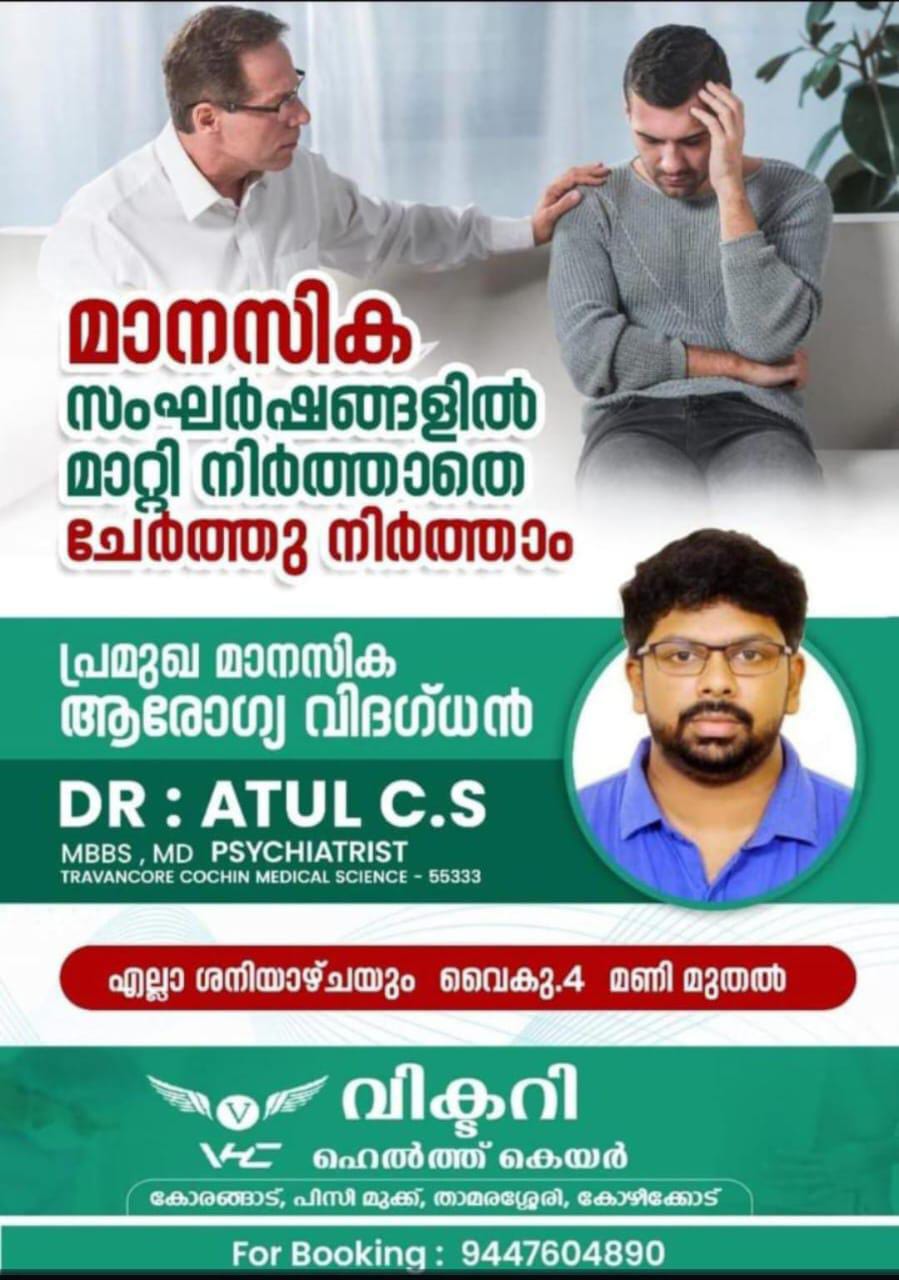 മാനസിക
സംഘർഷങ്ങളിൽ
മാറ്റി നിർത്താതെ
ചേർത്തു നിർത്താം
പ്രമുഖ മാനസിക
ആരോഗ്യ വിദഗ്ധൻ
DR : ATUL C.S
MBBS , MD PSYCHIATRIST
TRAVANCORE COCHIN MEDICAL SCIENCE - 55333
എല്ലാ ശനിയാഴ്ചയും വൈകു.4 മണി മുതൽ
V
VHC
വിക്ടറി
ഹെൽത്ത് കെയർ
കോരങ്ങാട്, പിസി മുക്ക്, താമരശ്ശേരി, കോഴിക്കോട്
For Booking : 9447604890